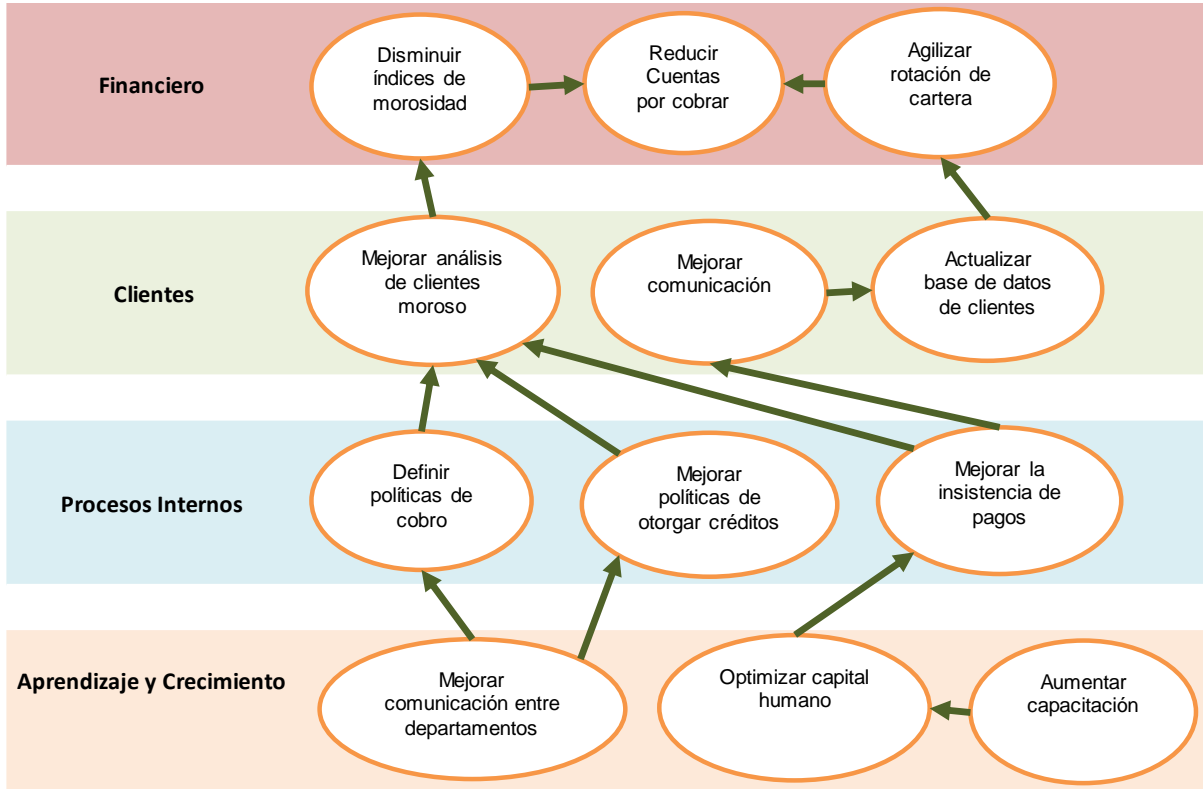 Financiero
Disminuir
índices de
morosidad
Reducir
Cuentas
por cobrar
Agilizar
rotación de
cartera
Clientes
Mejorar análisis
de clientes
moroso
Mejorar
comunicación
Actualizar
base de datos
de clientes
Procesos Internos
Definir
políticas de
cobro
Mejorar
políticas de
otorgar créditos
Mejorar la
insistencia de
pagos
Aprendizaje y Crecimiento
Mejorar
comunicación entre
departamentos
Optimizar capital
humano
Aumentar
capacitación